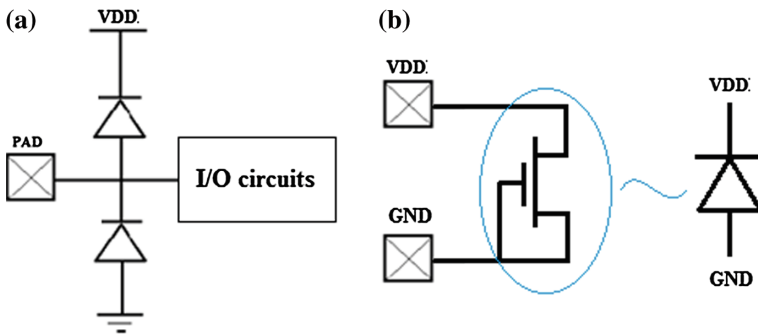 (a)
VDD:
PAD
I/O circuits
(b)
VDD:
GND
VDD:
GND